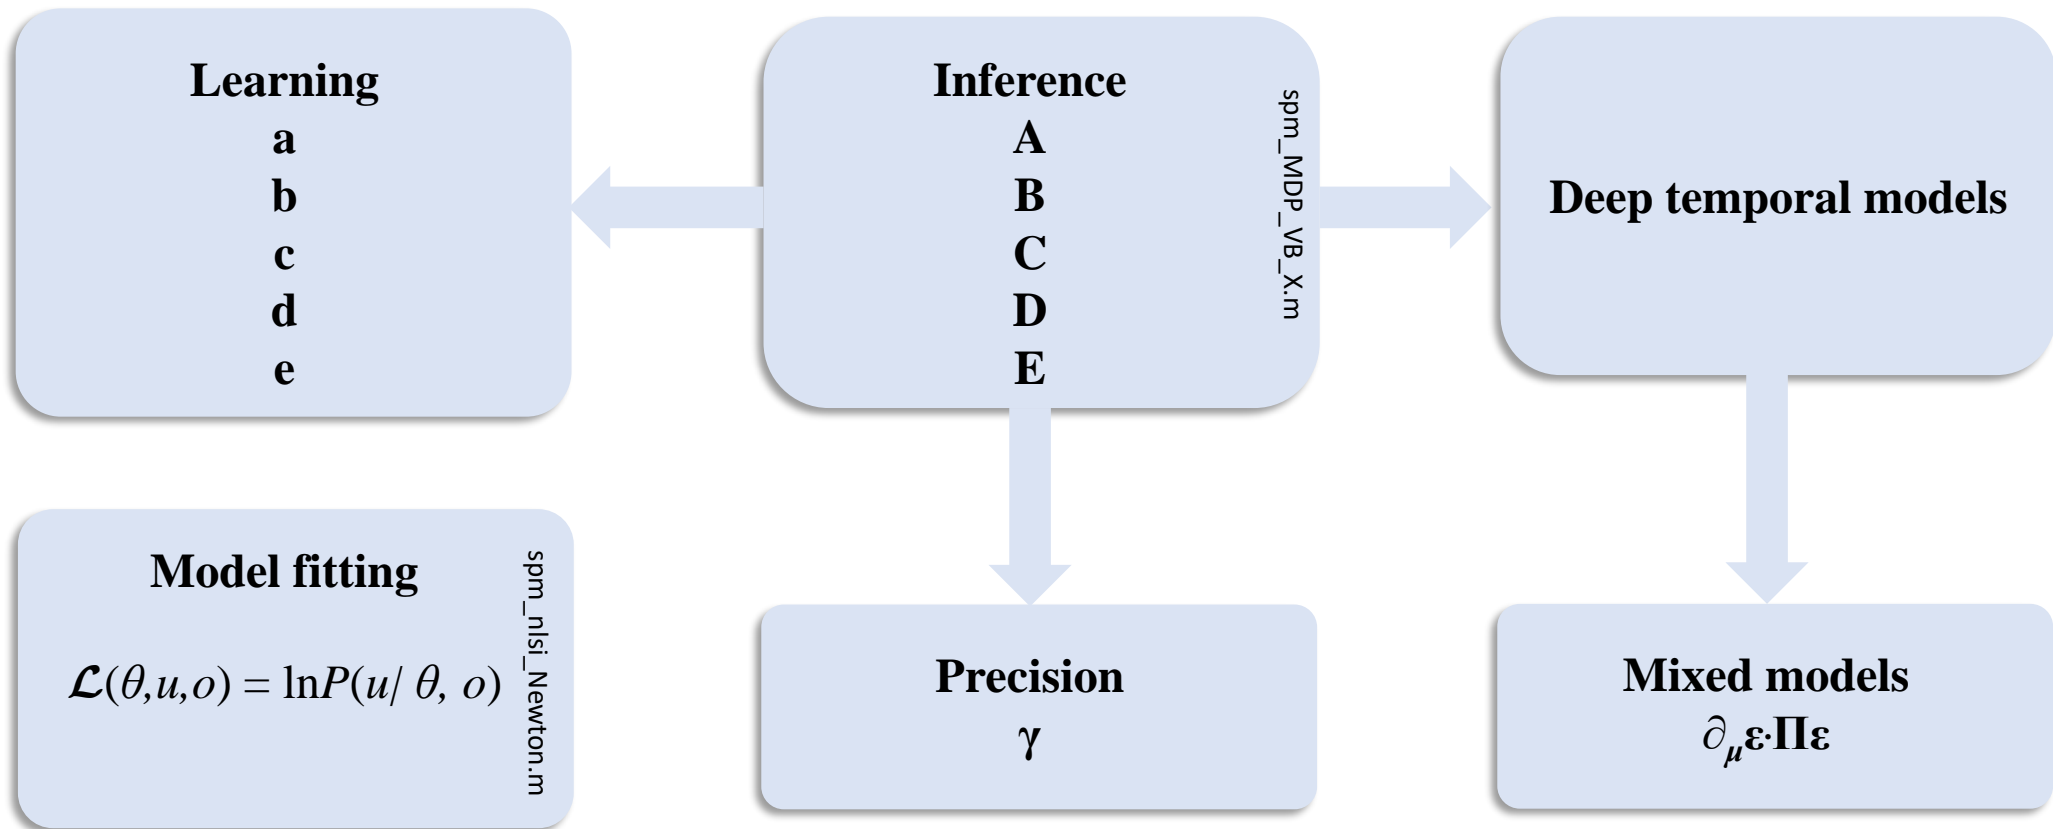 Learning
a
b
c
d
e
Inference
A
B
C
D
E
spm_MDP_VB_X.m
Deep temporal models
Model fitting
𝓛(θ,u,o) = lnP(u/ θ, o)
spm_nlsi_Newton.m
Precision
γ
Mixed models
∂με·Πε